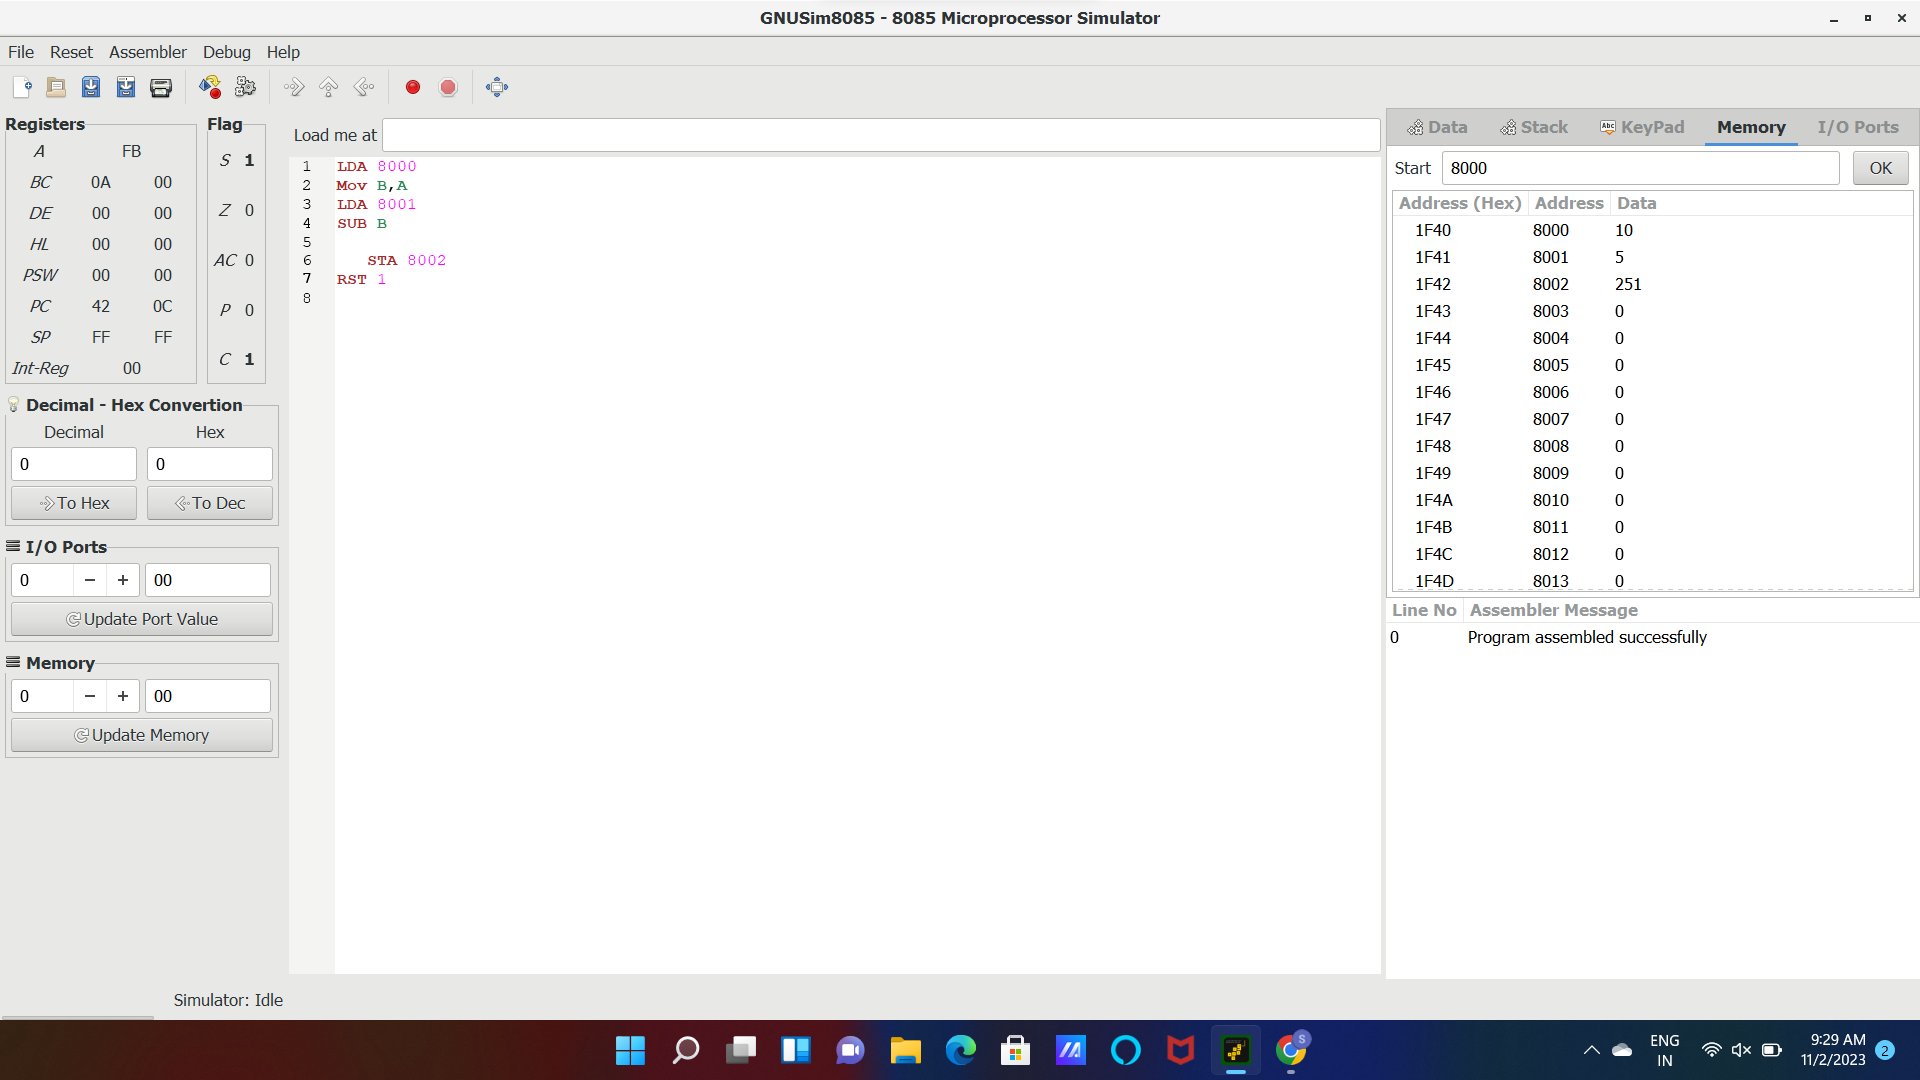 GNUSim8085 - 8085 Microprocessor Simulator
File Reset Assembler Debug Help
Registers
A FB
BC 0A 00
DE 00 00
HL 00 00
PSW 00 00
PC 42 0C
SP FF FF
Int-Reg 00
Flag
S 1
Z 0
AC 0
P 0
C 1
Decimal - Hex Convertion
Decimal Hex
0 0
To Hex To Dec
I/O Ports
0 − + 00
Update Port Value
Memory
0 − + 00
Update Memory
Load me at
1 LDA 8000
2 Mov B,A
3 LDA 8001
4 SUB B
5
6 STA 8002
7 RST 1
8
Data Stack Abc KeyPad Memory I/O Ports
Start 8000 OK
Address (Hex) Address Data
1F40 8000 10
1F41 8001 5
1F42 8002 251
1F43 8003 0
1F44 8004 0
1F45 8005 0
1F46 8006 0
1F47 8007 0
1F48 8008 0
1F49 8009 0
1F4A 8010 0
1F4B 8011 0
1F4C 8012 0
1F4D 8013 0
Line No Assembler Message
0 Program assembled successfully
Simulator: Idle
S
ENG
IN
9:29 AM
11/2/2023
2